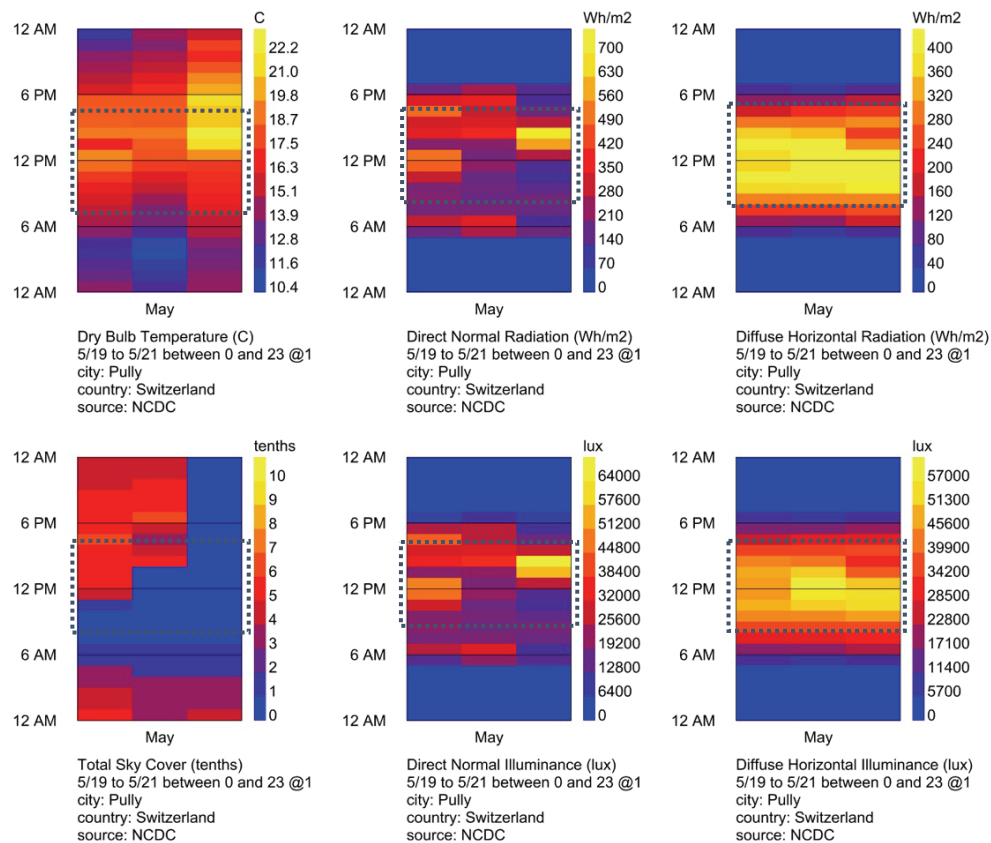 C
12 AM
22.2
21.0
6 PM
19.8
18.7
17.5
12 PM
16.3
15.1
13.9
6 AM
12.8
11.6
12 AM
10.4
May
Dry Bulb Temperature (C)
5/19 to 5/21 between 0 and 23 @1
city: Pully
country: Switzerland
source: NCDC
Wh/m2
12 AM
700
630
6 PM
560
490
420
12 PM
350
280
210
6 AM
140
70
12 AM
0
May
Direct Normal Radiation (Wh/m2)
5/19 to 5/21 between 0 and 23 @1
city: Pully
country: Switzerland
source: NCDC
Wh/m2
12 AM
400
360
6 PM
320
280
240
12 PM
200
160
120
6 AM
80
40
12 AM
0
May
Diffuse Horizontal Radiation (Wh/m2)
5/19 to 5/21 between 0 and 23 @1
city: Pully
country: Switzerland
source: NCDC
tenths
12 AM
10
9
6 PM
8
7
6
12 PM
5
4
3
6 AM
2
1
12 AM
0
May
Total Sky Cover (tenths)
5/19 to 5/21 between 0 and 23 @1
city: Pully
country: Switzerland
source: NCDC
lux
12 AM
64000
57600
6 PM
51200
44800
38400
12 PM
32000
25600
19200
6 AM
12800
6400
12 AM
0
May
Direct Normal Illuminance (lux)
5/19 to 5/21 between 0 and 23 @1
city: Pully
country: Switzerland
source: NCDC
lux
12 AM
57000
51300
6 PM
45600
39900
34200
12 PM
28500
22800
17100
6 AM
11400
5700
12 AM
0
May
Diffuse Horizontal Illuminance (lux)
5/19 to 5/21 between 0 and 23 @1
city: Pully
country: Switzerland
source: NCDC